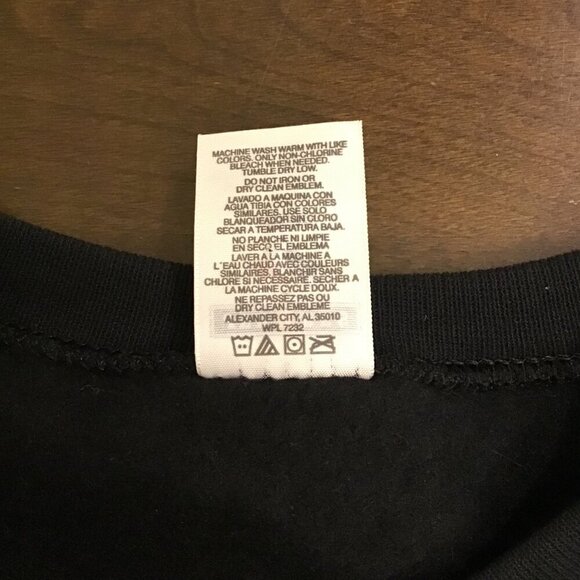 MACHINE WASH WARM WITH LIKE
COLORS. ONLY NON-CHLORINE
BLEACH WHEN NEEDED.
TUMBLE DRY LOW.
DO NOT IRON OR
DRY CLEAN EMBLEM.
LAVADO A MAQUINA CON
AGUA TIBIA CON COLORES
SIMILARES. USE SOLO
BLANQUEADOR SIN CLORO
SECAR A TEMPERATURA BAJA.
NO PLANCHE NI LIMPIE
EN SECO EL EMBLEMA
LAVER A LA MACHINE A
L'EAU CHAUD AVEC COULEURS
SIMILAIRES, BLANCHIR SANS
CHLORE SI NECESSAIRE. SECHER A
LA MACHINE CYCLE DOUX.
NE REPASSEZ PAS OU
DRY CLEAN EMBLEME
ALEXANDER CITY, AL 35010
WPL 7232